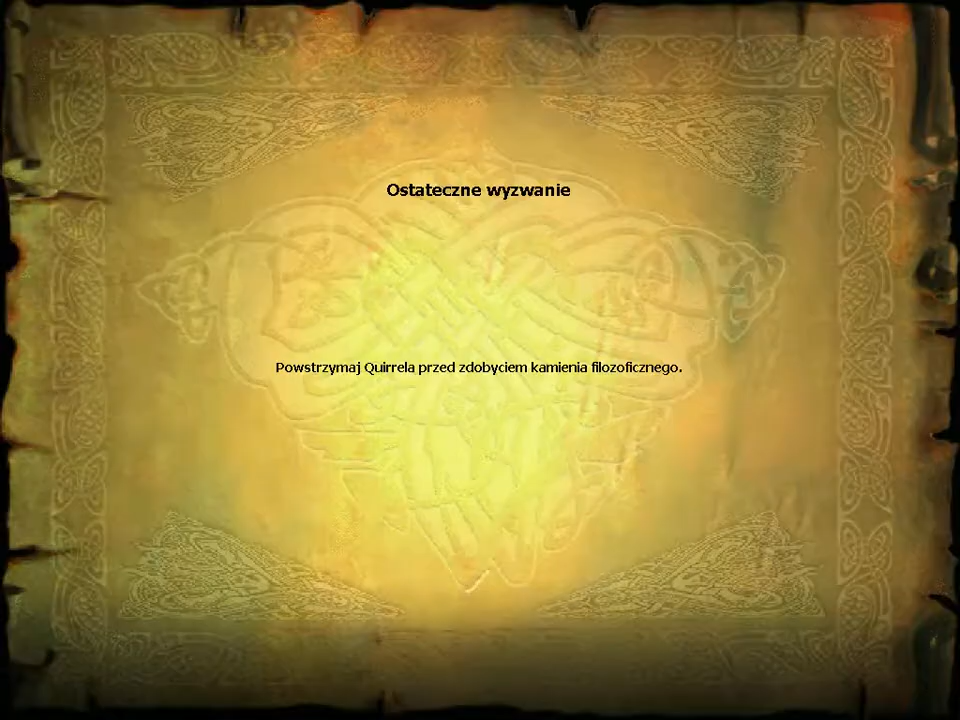 Ostateczne wyzwanie
Powstrzymaj Quirrela przed zdobyciem kamienia filozoficznego.